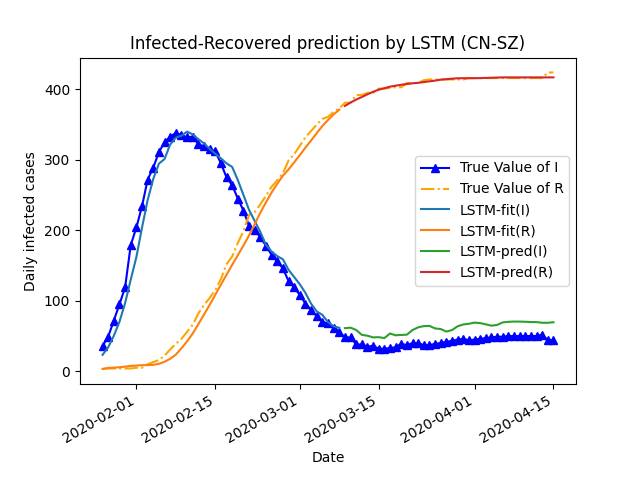 Infected-Recovered prediction by LSTM (CN-SZ)
Daily infected cases
400
300
200
100
0
True Value of I
True Value of R
LSTM-fit(I)
LSTM-fit(R)
LSTM-pred(I)
LSTM-pred(R)
2020-02-01
2020-02-15
2020-03-01
2020-03-15
2020-04-01
2020-04-15
Date